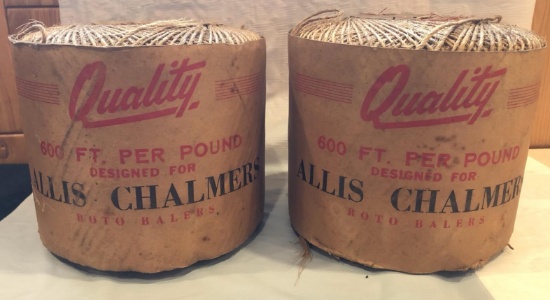 Quality
600 FT. PER POUND
DESIGNED FOR
ALLIS CHALMERS
ROTO BALERS
Quality
600 FT. PER POUND
DESIGNED FOR
ALLIS CHALMER
ROTO BALERS